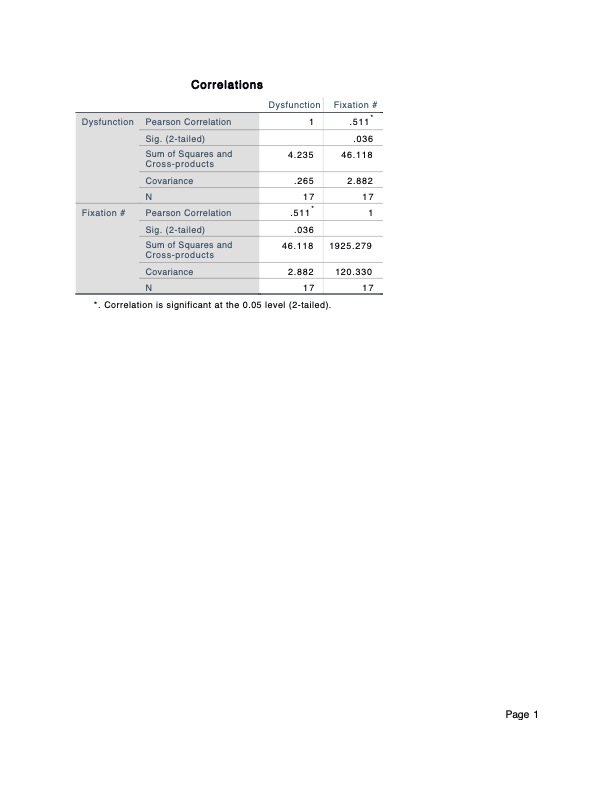 Correlations
Dysfunction Fixation #
Dysfunction Pearson Correlation 1 .511*
Sig. (2-tailed) .036
Sum of Squares and Cross-products 4.235 46.118
Covariance .265 2.882
N 17 17
Fixation # Pearson Correlation .511* 1
Sig. (2-tailed) .036
Sum of Squares and Cross-products 46.118 1925.279
Covariance 2.882 120.330
N 17 17
*. Correlation is significant at the 0.05 level (2-tailed).
Page 1